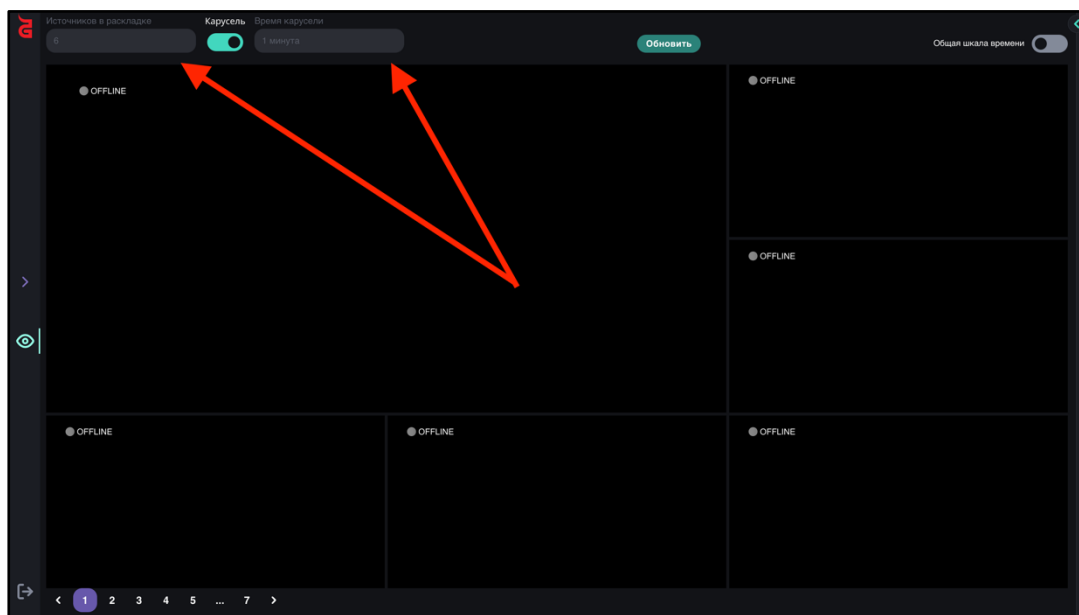 Источников в раскладке Карусель Время карусели
6 1 минута Обновить Общая шкала времени
OFFLINE OFFLINE
OFFLINE
OFFLINE OFFLINE OFFLINE
1 2 3 4 5 ... 7